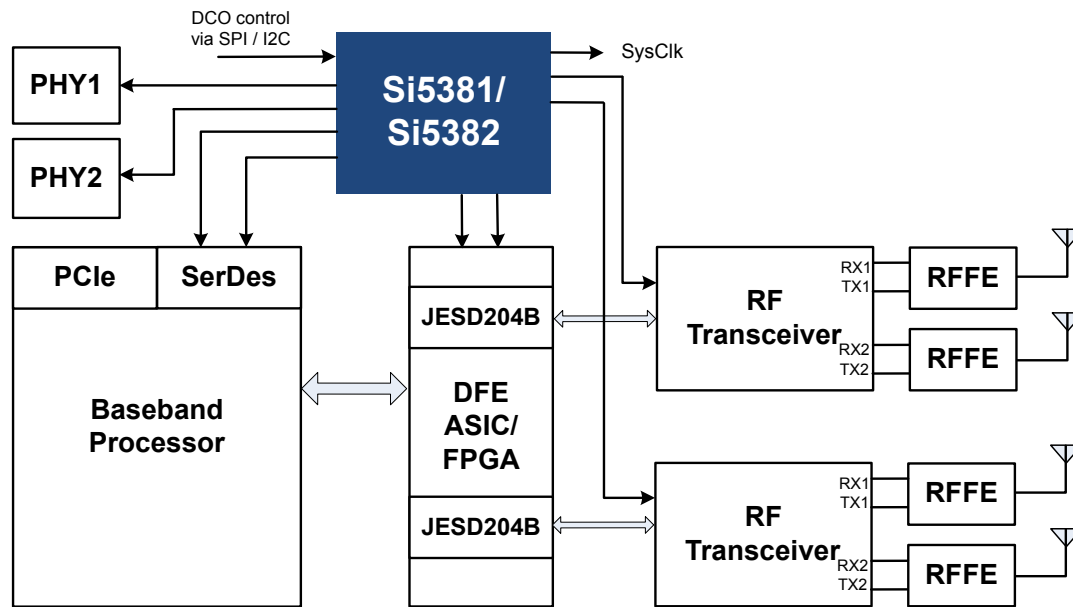 DCO control
via SPI / I2C
SysClk
Si5381/
Si5382
PHY1
PHY2
PCIe
SerDes
Baseband
Processor
JESD204B
DFE
ASIC/
FPGA
JESD204B
RF
Transceiver
RX1
TX1
RX2
TX2
RFFE
RFFE
RF
Transceiver
RX1
TX1
RX2
TX2
RFFE
RFFE